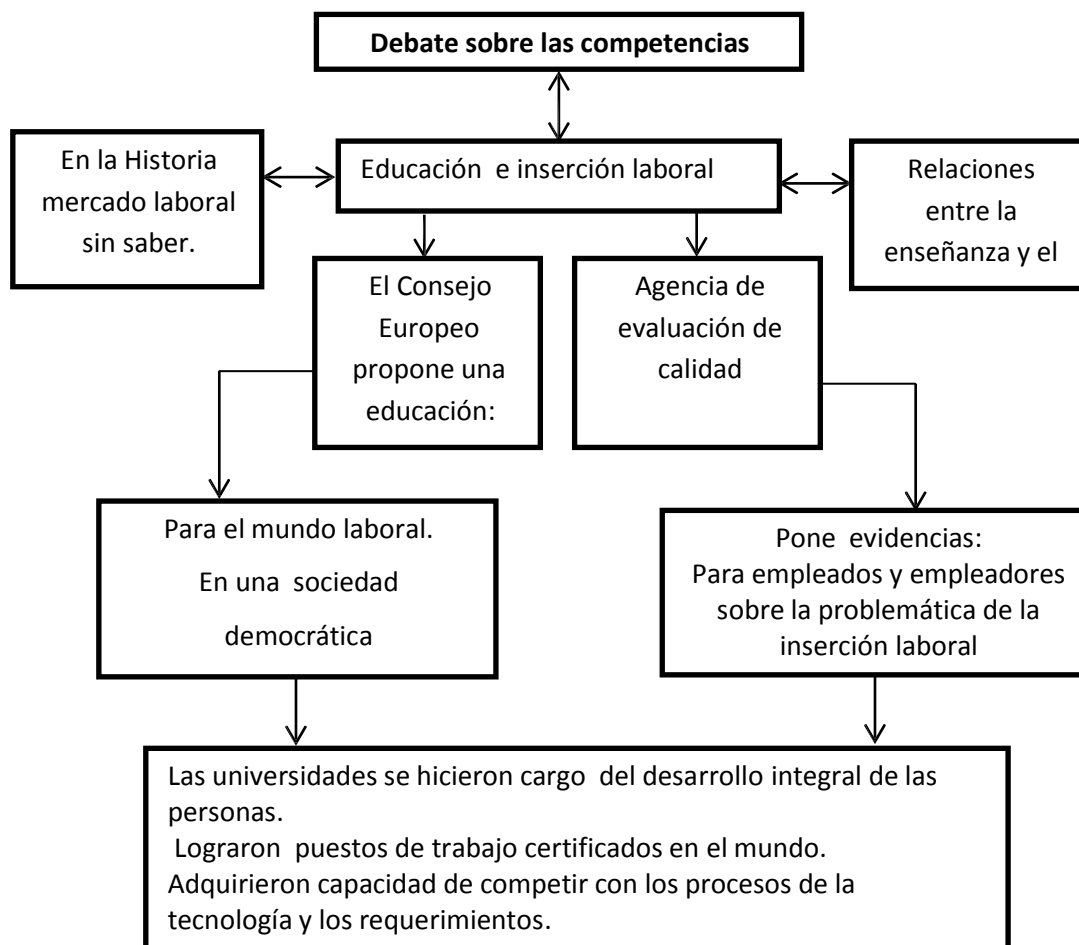 Debate sobre las competencias
En la Historia
mercado laboral
sin saber.
Educación e inserción laboral
Relaciones
entre la
enseñanza y el
El Consejo
Europeo
propone una
educación:
Agencia de
evaluación de
calidad
Para el mundo laboral.
En una sociedad
democrática
Pone evidencias:
Para empleados y empleadores
sobre la problemática de la
inserción laboral
Las universidades se hicieron cargo del desarrollo integral de las
personas.
Lograron puestos de trabajo certificados en el mundo.
Adquirieron capacidad de competir con los procesos de la
tecnología y los requerimientos.